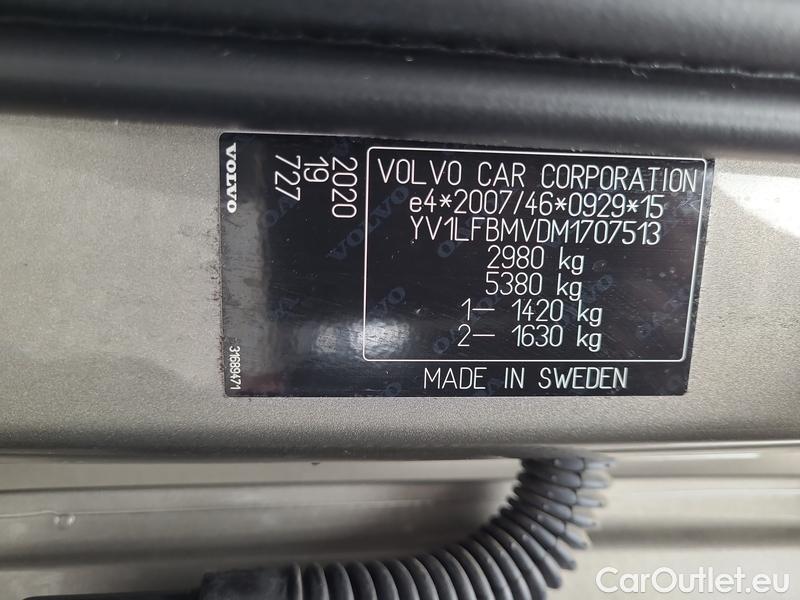 VOLVO
2020
19
727
31689471
VOLVO CAR CORPORATION
e4*2007/46*0929*15
YV1LFBMVDM1707513
2980 kg
5380 kg
1– 1420 kg
2– 1630 kg
MADE IN SWEDEN
CarOutlet.eu